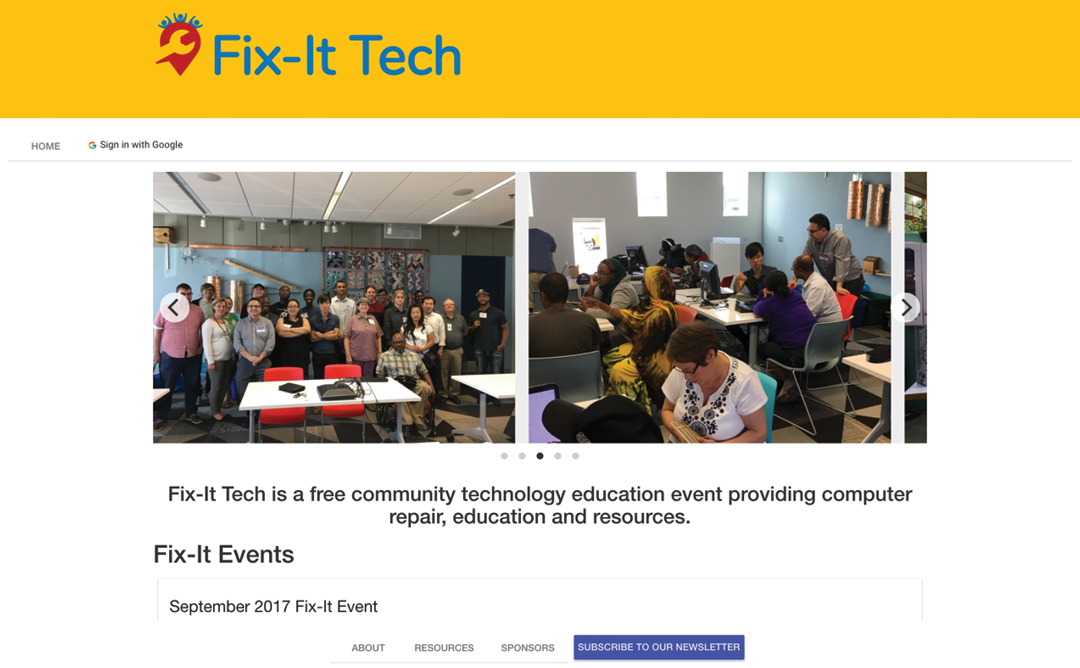 Fix-It Tech
HOME
Sign in with Google
Fix-It Tech is a free community technology education event providing computer
repair, education and resources.
Fix-It Events
September 2017 Fix-It Event
ABOUT RESOURCES SPONSORS SUBSCRIBE TO OUR NEWSLETTER